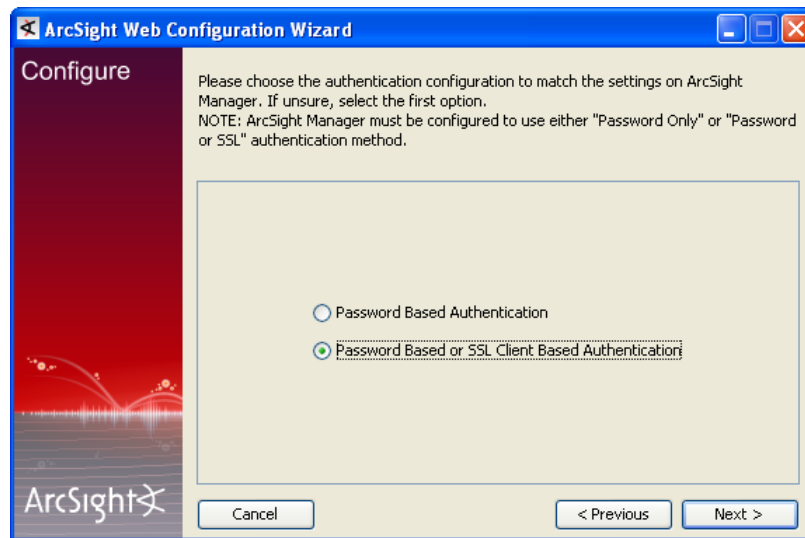 ArcSight Web Configuration Wizard
Configure
Please choose the authentication configuration to match the settings on ArcSight
Manager. If unsure, select the first option.
NOTE: ArcSight Manager must be configured to use either "Password Only" or "Password
or SSL" authentication method.
Password Based Authentication
Password Based or SSL Client Based Authentication
ArcSight
Cancel
< Previous
Next >